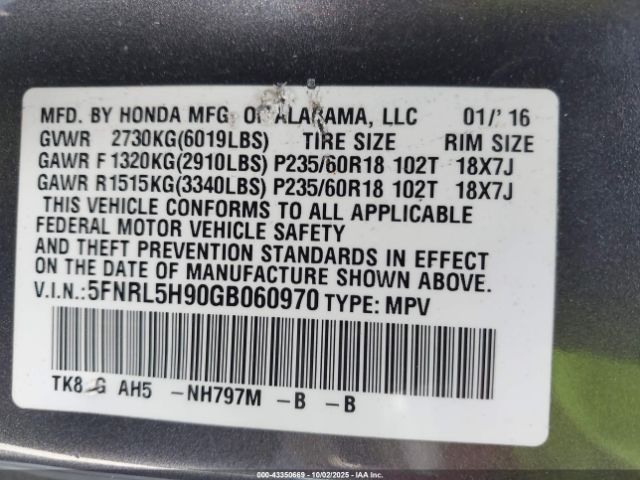 MFD. BY HONDA MFG. OF ALABAMA, LLC 01/16
GVWR 2730KG(6019LBS) TIRE SIZE RIM SIZE
GAWR F1320KG(2910LBS) P235/60R18 102T 18X7J
GAWR R1515KG(3340LBS) P235/60R18 102T 18X7J
THIS VEHICLE CONFORMS TO ALL APPLICABLE
FEDERAL MOTOR VEHICLE SAFETY
AND THEFT PREVENTION STANDARDS IN EFFECT
ON THE DATE OF MANUFACTURE SHOWN ABOVE.
V.I.N.:5FNRL5H90GB060970 TYPE: MPV
TK8 G AH5 -NH797M -B -B
000-43350669 10/02/2025 IAA Inc.